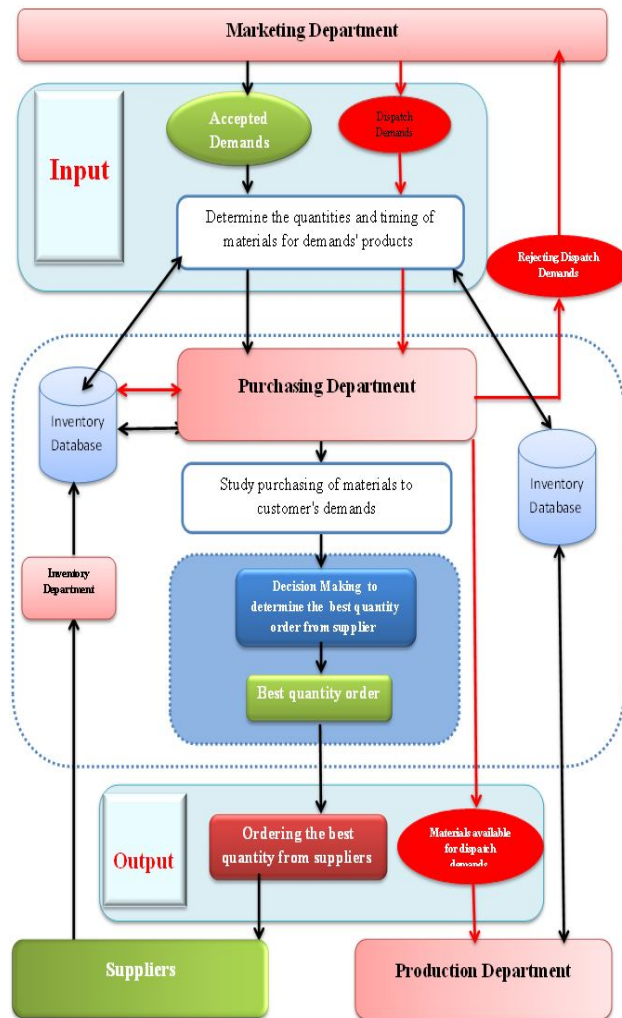 Marketing Department
Accepted
Demands
Dispatch
Demands
Input
Determine the quantities and timing of
materials for demands' products
Rejecting Dispatch
Demands
Purchasing Department
Inventory
Database
Study purchasing of materials to
customer's demands
Inventory
Database
Inventory
Department
Decision Making to
determine the best quantity
order from supplier
Best quantity order
Output
Ordering the best
quantity from suppliers
Materials available
for dispatch
demands
Suppliers
Production Department